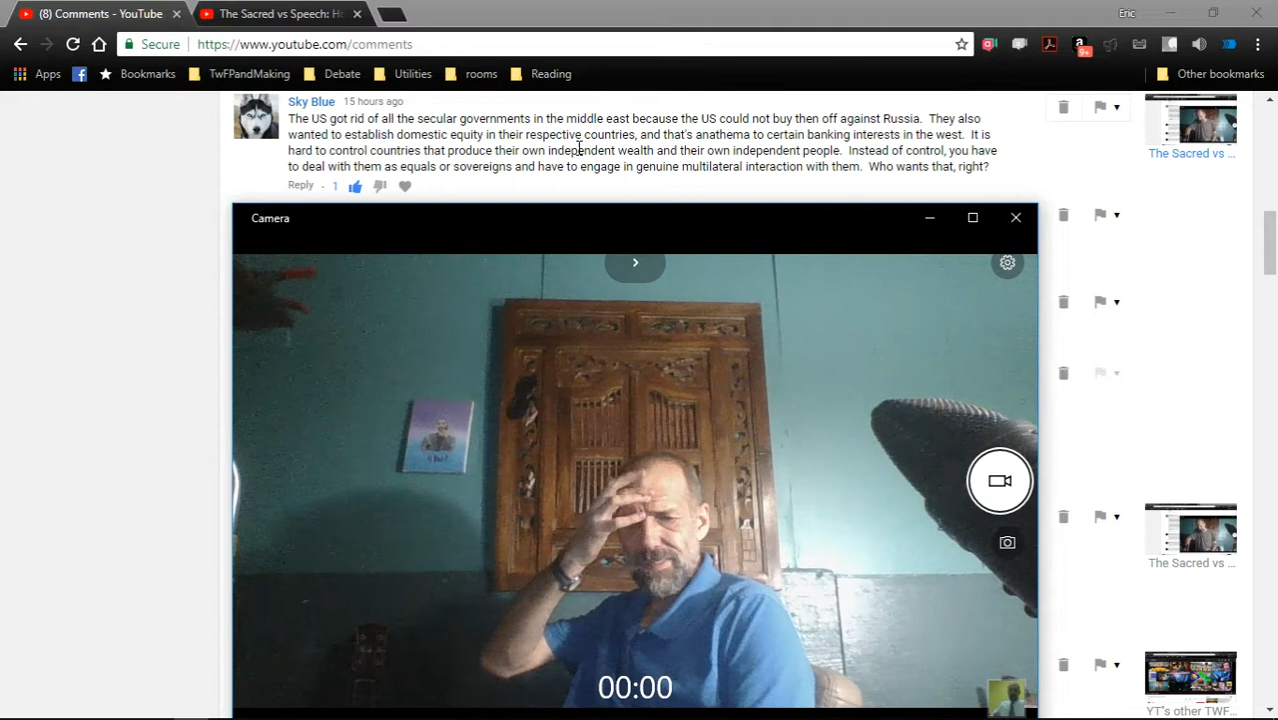 (8) Comments - YouTube
The Sacred vs Speech: H
Eric
Secure
https://www.youtube.com/comments
9+
Apps
Bookmarks
TwFPandMaking
Debate
Utilities
rooms
Reading
Other bookmarks
Sky Blue 15 hours ago
The US got rid of all the secular governments in the middle east because the US could not buy then off against Russia. They also
wanted to establish domestic equity in their respective countries, and that's anathema to certain banking interests in the west. It is
hard to control countries that produce their own independent wealth and their own independent people. Instead of control, you have
to deal with them as equals or sovereigns and have to engage in genuine multilateral interaction with them. Who wants that, right?
Reply · 1
The Sacred vs ...
Camera
The Sacred vs ...
00:00
YT's other TWF...